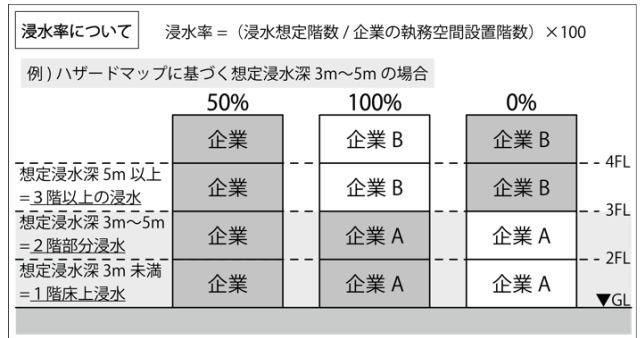 浸水率について
浸水率＝（浸水想定階数 / 企業の執務空間設置階数）×100
例 ) ハザードマップに基づく想定浸水深 3m～5m の場合
50%
100%
0%
企業
企業 B
企業 B
4FL
想定浸水深 5m 以上
=３階以上の浸水
企業
企業 B
企業 B
3FL
想定浸水深 3m～5m
=２階部分浸水
企業
企業 A
企業 A
2FL
想定浸水深 3m 未満
=１階床上浸水
企業
企業 A
企業 A
▼GL